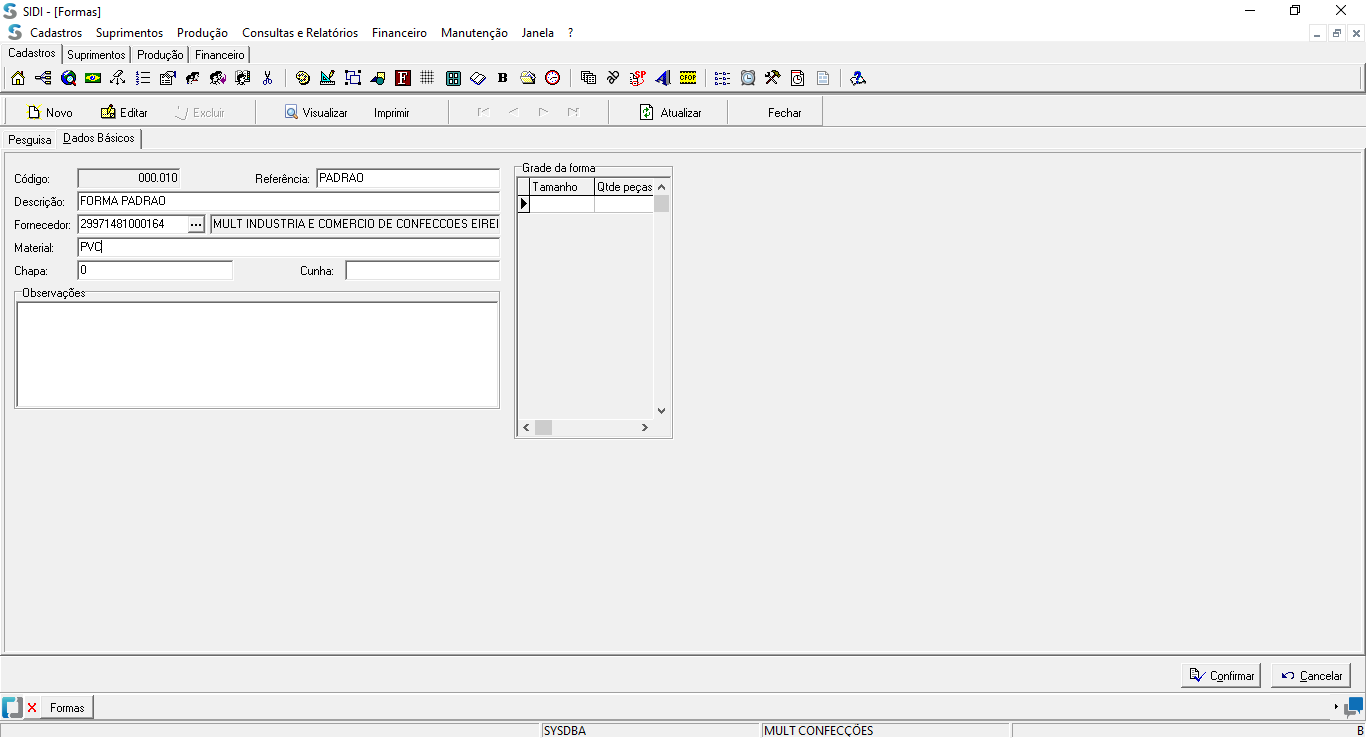 SIDI - [Formas]
Cadastros Suprimentos Produção Consultas e Relatórios Financeiro Manutenção Janela ?
Cadastros Suprimentos Produção Financeiro
F B SP CFOP
Novo Editar Excluir Visualizar Imprimir Atualizar Fechar
Pesquisa Dados Básicos
Código: 000.010 Referência: PADRAO
Descrição: FORMA PADRAO
Fornecedor: 29971481000164 ... MULT INDUSTRIA E COMERCIO DE CONFECCOES EIREI
Material: PVC
Chapa: 0 Cunha:
Observações
Grade da forma
Tamanho Qtde peças
Confirmar Cancelar
Formas
SYSDBA MULT CONFECÇÕES B